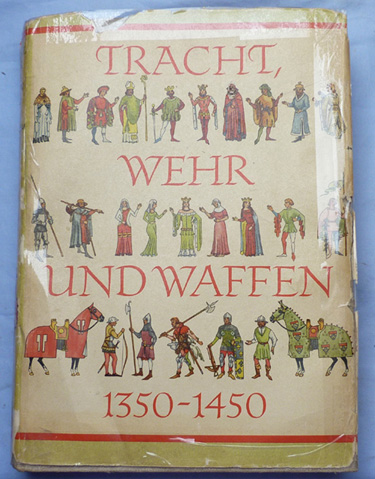 TRACHT,
WEHR
UND WAFFEN
1350-1450